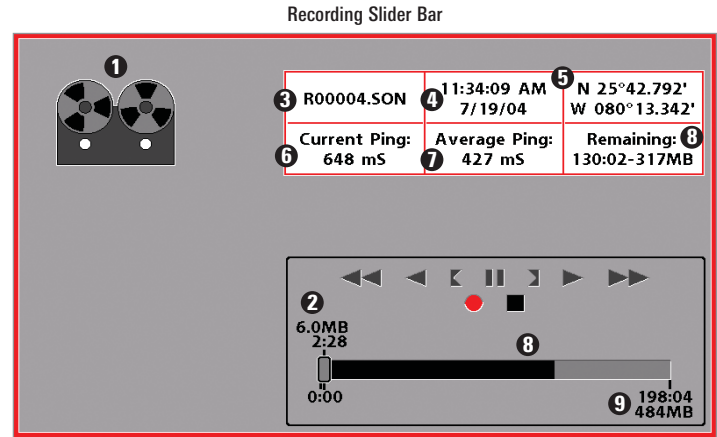 Recording Slider Bar
1
3 R00004.SON
4 11:34:09 AM
7/19/04
5 N 25°42.792'
W 080°13.342'
6 Current Ping:
648 mS
7 Average Ping:
427 mS
Remaining: 8
130:02-317MB
2
6.0MB
2:28
8
0:00
9 198:04
484MB